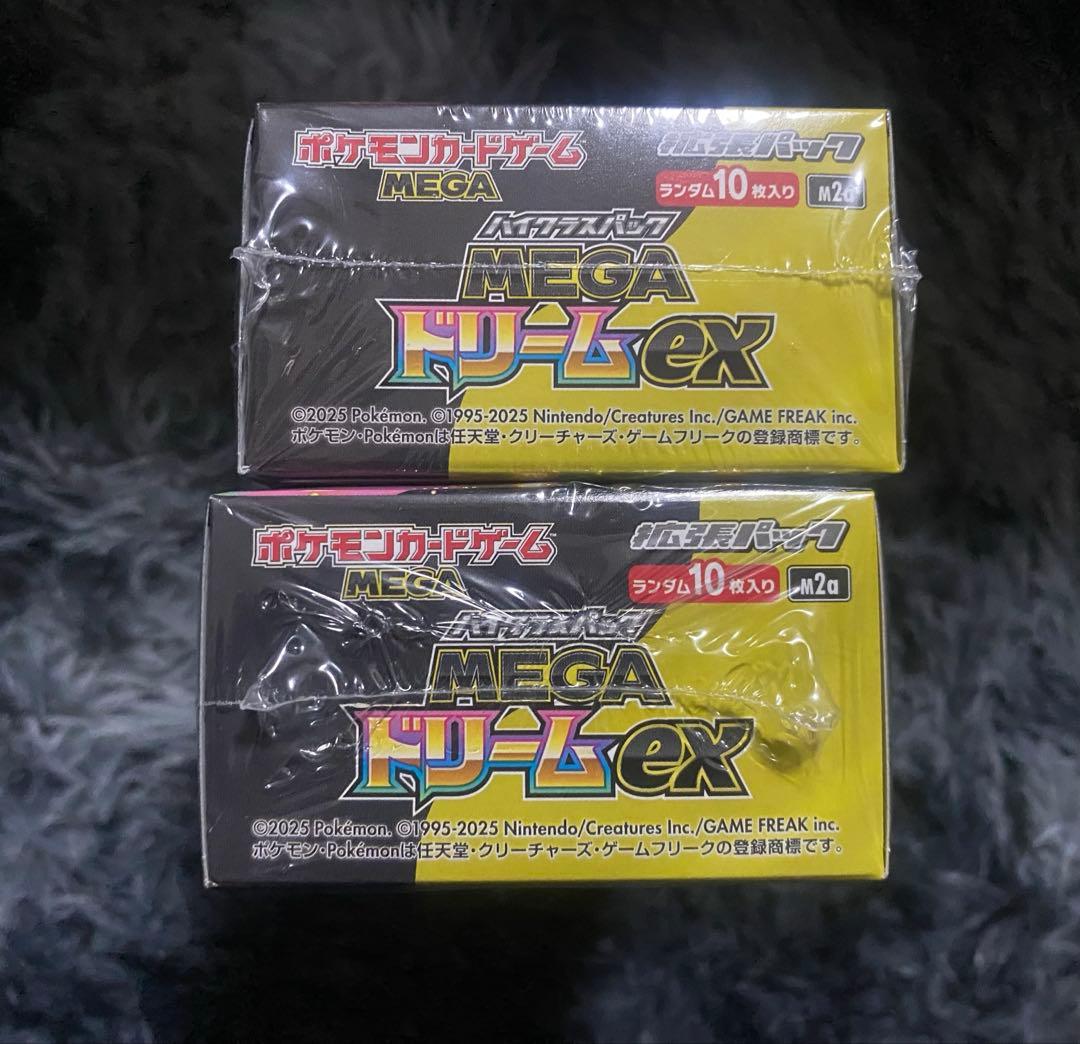 ポケモンカードゲーム 拡張パック
MEGA ランダム10枚入り M2a
ハイクラスパック
MEGA
ドリームex
©2025 Pokémon. ©1995-2025 Nintendo/Creatures Inc./GAME FREAK inc.
ポケモン・Pokémonは任天堂・クリーチャーズ・ゲームフリークの登録商標です。
ポケモンカードゲーム 拡張パック
MEGA ランダム10枚入り M2a
ハイクラスパック
MEGA
ドリームex
©2025 Pokémon. ©1995-2025 Nintendo/Creatures Inc./GAME FREAK inc.
ポケモン・Pokémonは任天堂・クリーチャーズ・ゲームフリークの登録商標です。